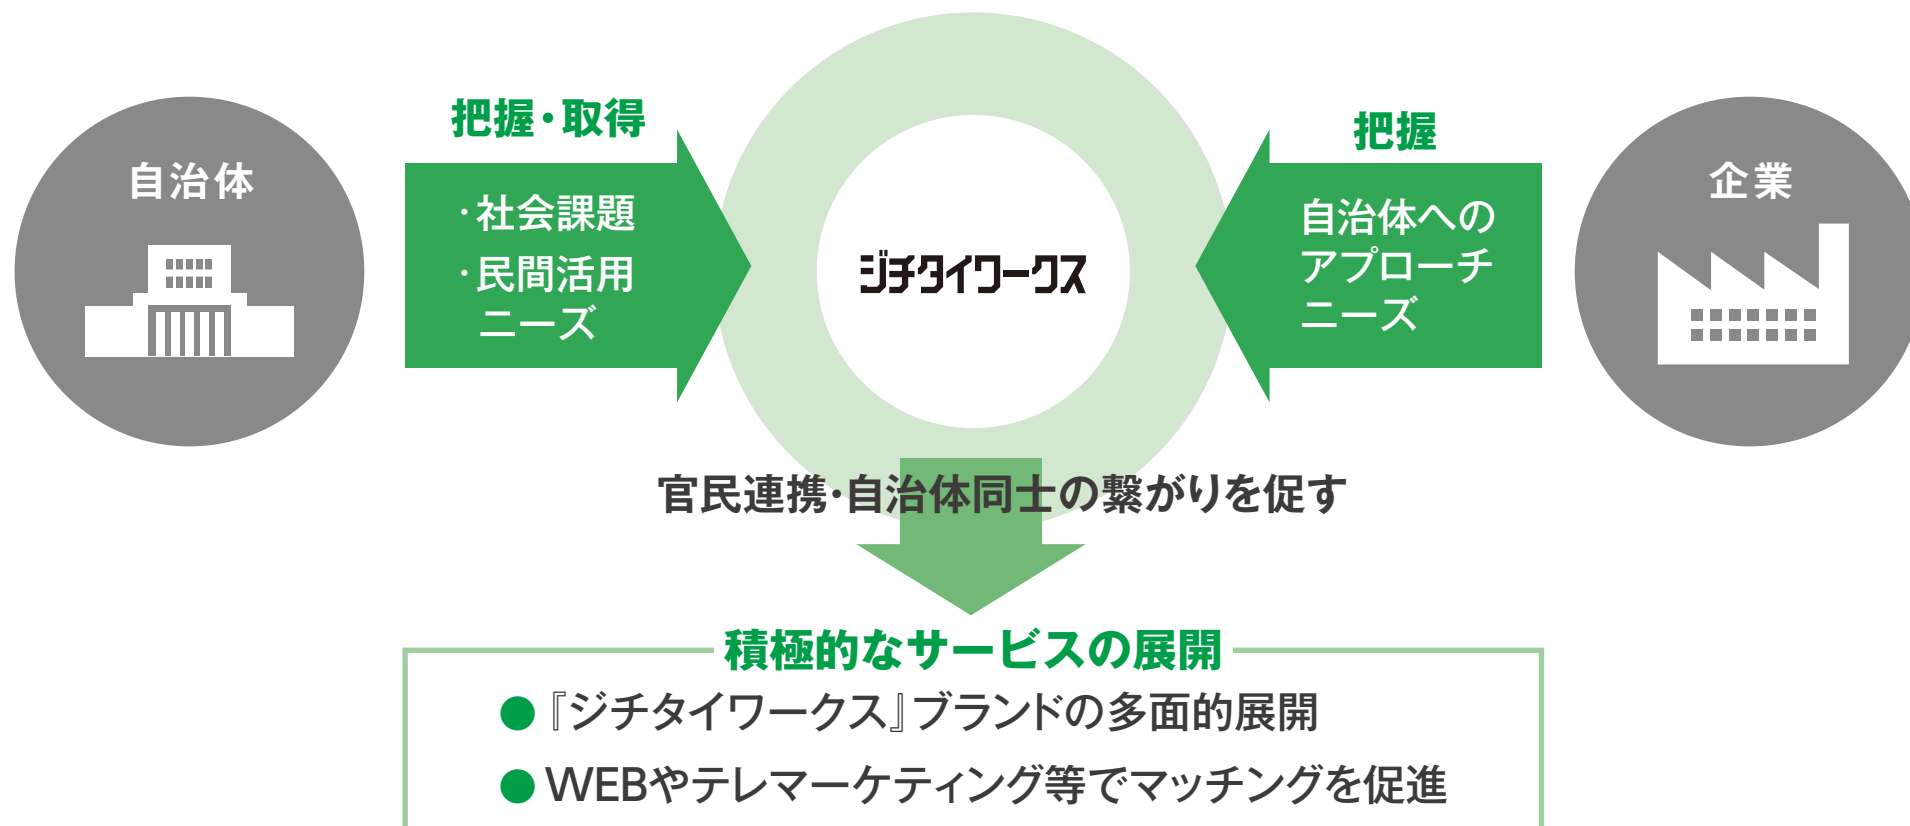 自治体
把握・取得
・社会課題
・民間活用
ニーズ
ジチタイワークス
把握
自治体への
アプローチ
ニーズ
企業
官民連携・自治体同士の繋がりを促す
積極的なサービスの展開
●『ジチタイワークス』ブランドの多面的展開
●WEBやテレマーケティング等でマッチングを促進